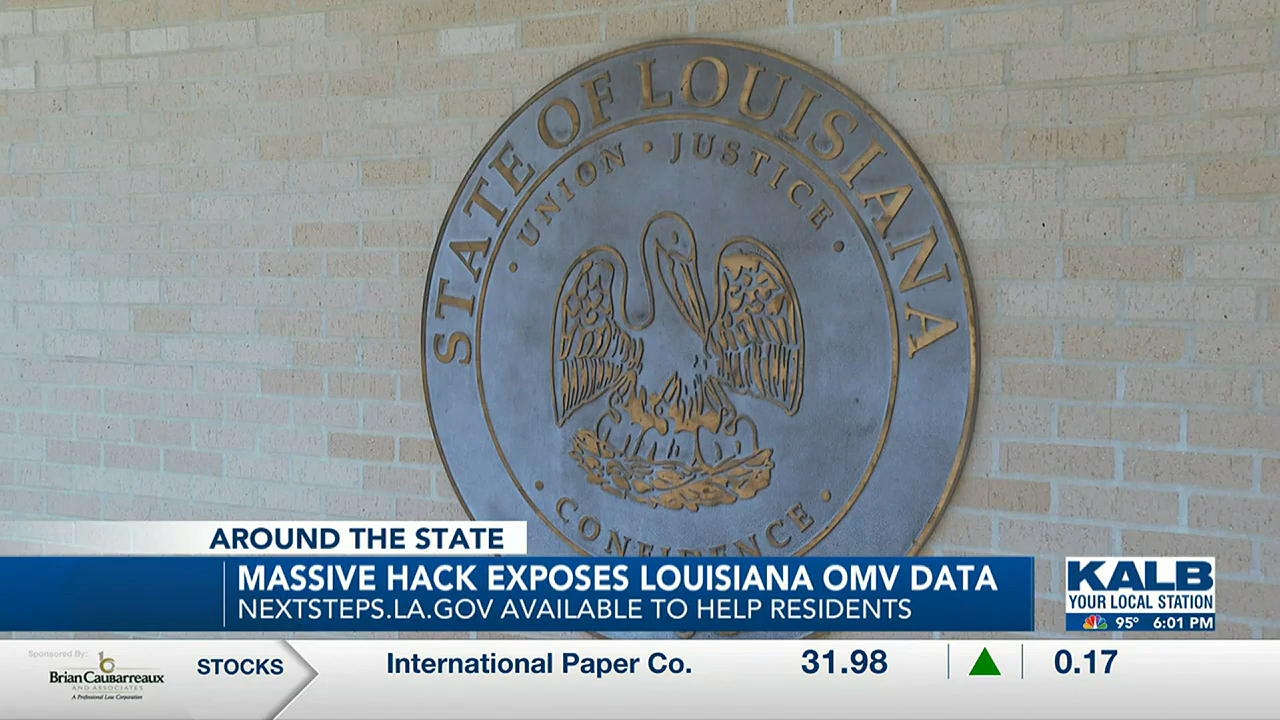 STATE OF LOUISIANA
UNION · JUSTICE
CONFIDENCE
AROUND THE STATE
MASSIVE HACK EXPOSES LOUISIANA OMV DATA
NEXTSTEPS.LA.GOV AVAILABLE TO HELP RESIDENTS
KALB
YOUR LOCAL STATION
95° 6:01 PM
Sponsored By:
Brian Caubarreaux
AND ASSOCIATES
A Professional Law Corporation
STOCKS
International Paper Co. 31.98 0.17